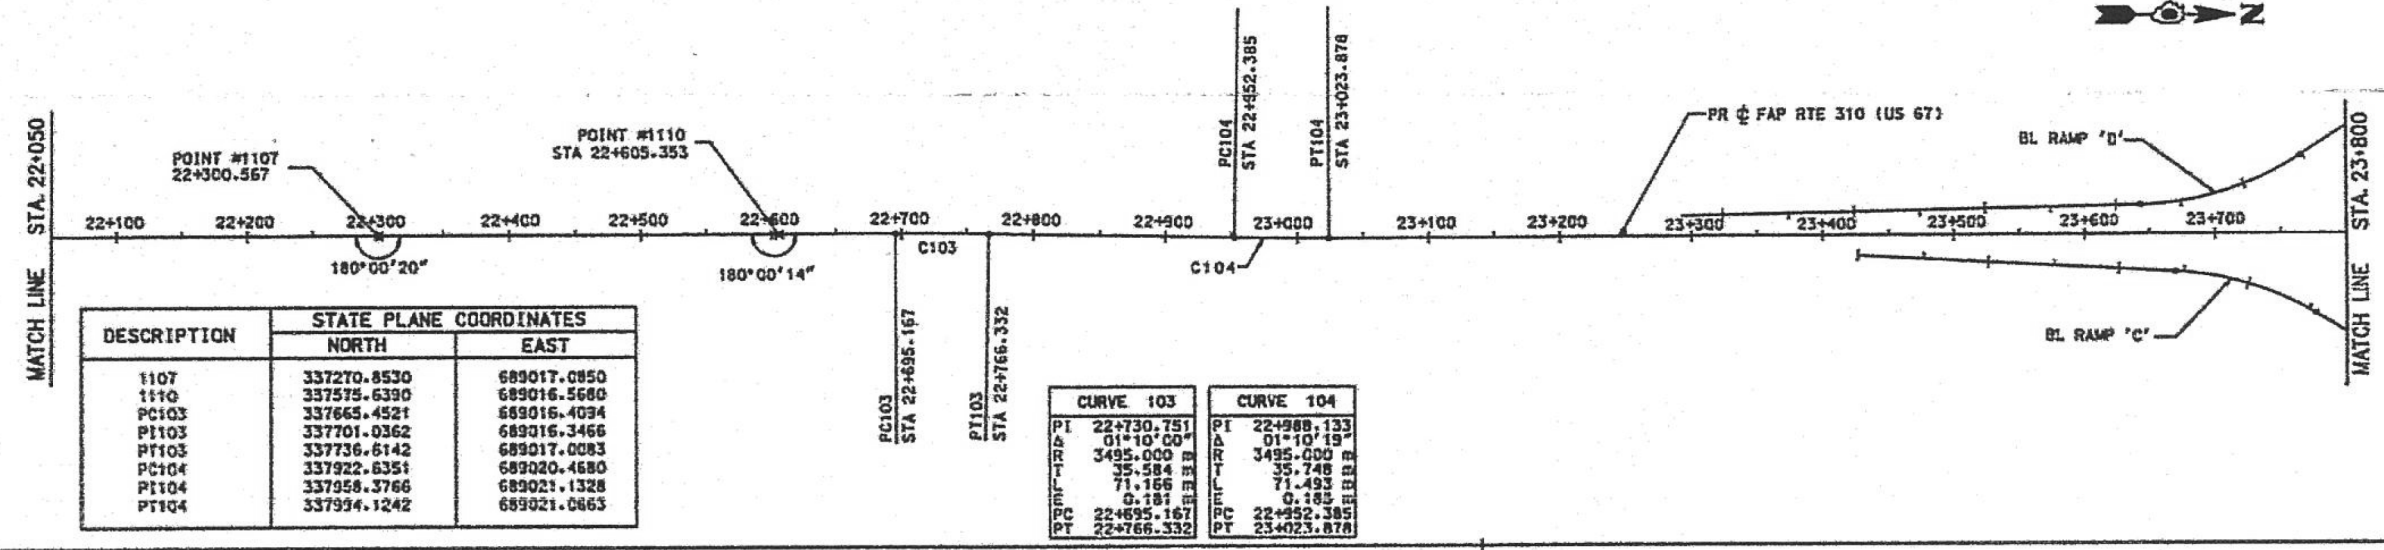 N
PC104
STA 22+952.385
PT104
STA 23+023.878
PR ℄ FAP RTE 310 (US 67)
BL RAMP 'D'
MATCH LINE STA. 22+050
POINT #1107
22+300.567
POINT #1110
STA 22+605.353
22+100 22+200 22+300 22+400 22+500 22+600 22+700 22+800 22+900 23+000 23+100 23+200 23+300 23+400 23+500 23+600 23+700
180°00'20"
180°00'14"
C103
C104
MATCH LINE STA. 23+800
BL RAMP 'C'
PC103
STA 22+695.167
PT103
STA 22+766.332
DESCRIPTION STATE PLANE COORDINATES
NORTH EAST
1107 337270.8530 689017.0850
1110 337575.6390 689016.5680
PC103 337665.4521 689016.4094
PI103 337701.0362 689016.3466
PT103 337736.6142 689017.0083
PC104 337922.6351 689020.4680
PI104 337958.3766 689021.1328
PT104 337994.1242 689021.0663
CURVE 103
PI 22+730.751
Δ 01°10'00"
R 3495.000 m
T 35.584 m
L 71.166 m
E 0.181 m
PC 22+695.167
PT 22+766.332
CURVE 104
PI 22+988.133
Δ 01°10'19"
R 3495.000 m
T 35.748 m
L 71.493 m
E 0.183 m
PC 22+952.385
PT 23+023.878